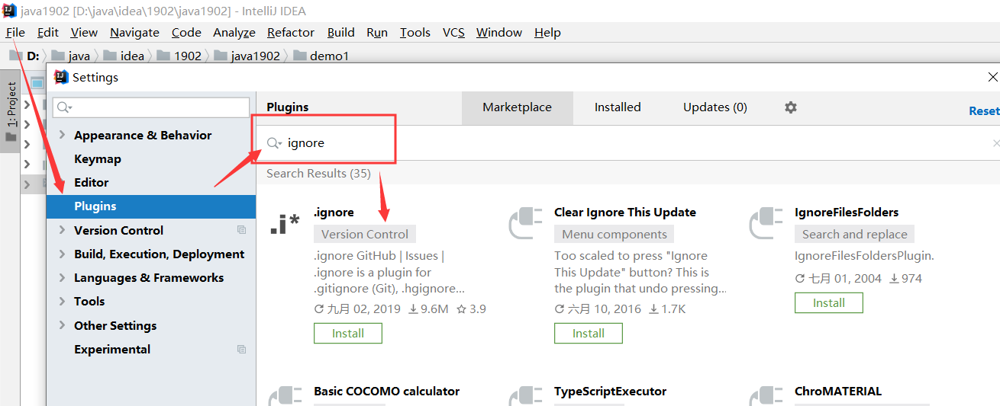 java1902 [D:\java\idea\1902\java1902] - IntelliJ IDEA
File Edit View Navigate Code Analyze Refactor Build Run Tools VCS Window Help
D: java idea 1902 java1902 demo1
1: Project
Settings
Appearance & Behavior
Keymap
Editor
Plugins
Version Control
Build, Execution, Deployment
Languages & Frameworks
Tools
Other Settings
Experimental
Plugins Marketplace Installed Updates (0) Reset
ignore
Search Results (35)
.i*
.ignore
Version Control
.ignore GitHub | Issues |
.ignore is a plugin for
.gitignore (Git), .hgignore...
九月 02, 2019 9.6M 3.9
Install
Clear Ignore This Update
Menu components
Too scaled to press "Ignore
This Update" button? This is
the plugin that undo pressing...
六月 10, 2016 1.7K
Install
IgnoreFilesFolders
Search and replace
IgnoreFilesFoldersPlugin.
七月 01, 2004 974
Install
Basic COCOMO calculator
TypeScriptExecutor
ChroMATERIAL